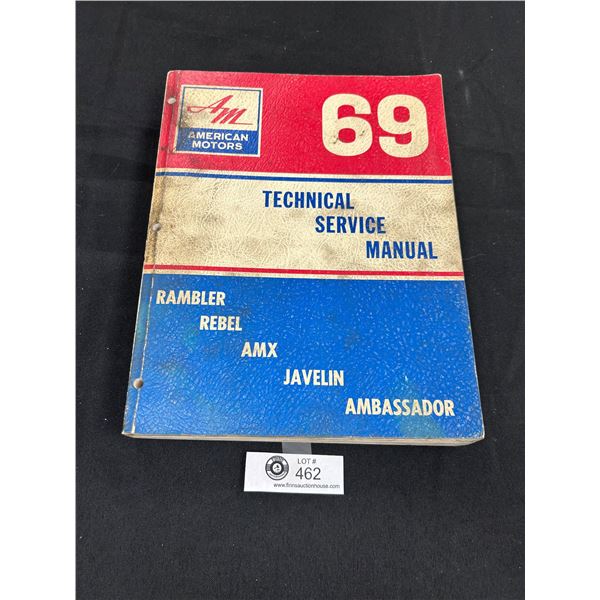 AM
AMERICAN
MOTORS
69
TECHNICAL
SERVICE
MANUAL
RAMBLER
REBEL
AMX
JAVELIN
AMBASSADOR
LOT #
462
www.finnsauctionhouse.com